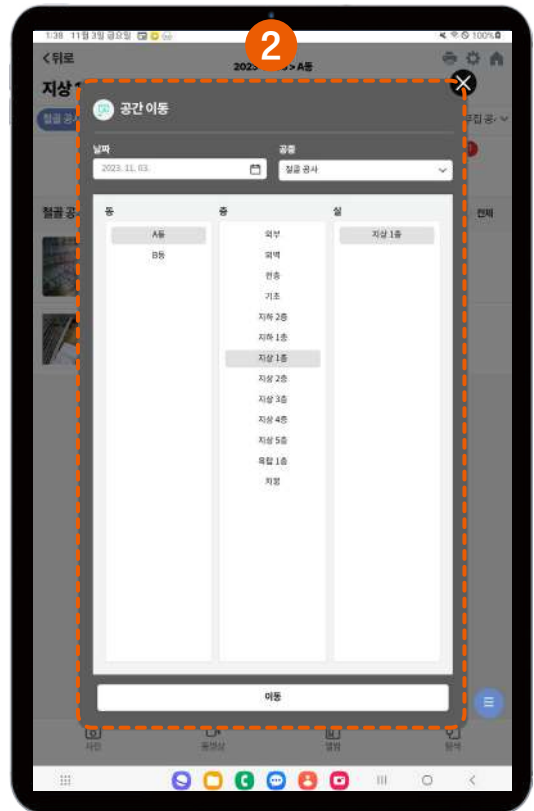 1:38 11월 3일 금요일
100%
2
<뒤로
A동
지상
공간 이동
철골 공
날짜
공종
2023. 11. 03.
철골 공사
철골 공
동
층
실
전체
A동
외부
지상 1층
B동
외벽
전층
기초
지하 2층
지하 1층
지상 1층
지상 2층
지상 3층
지상 4층
지상 5층
옥탑 1층
지붕
이동
사진
동영상
앨범